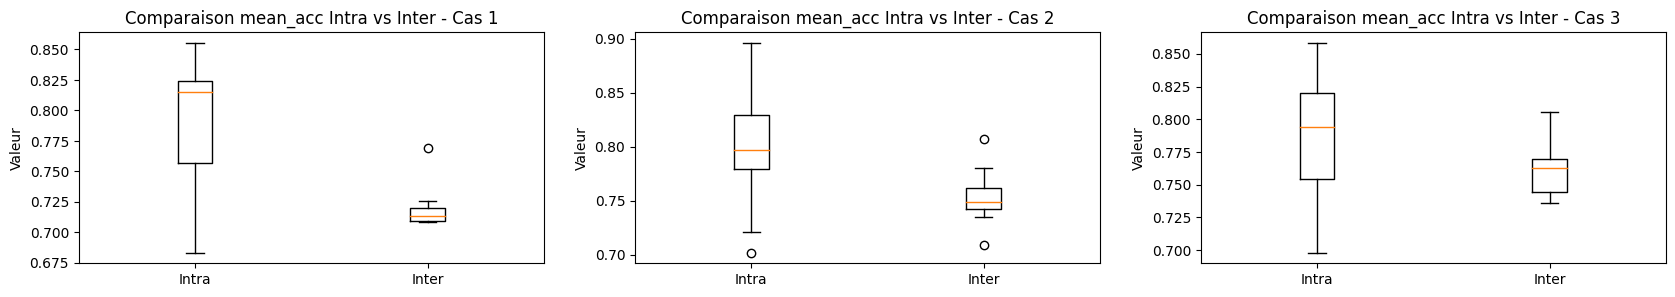 Comparaison mean_acc Intra vs Inter - Cas 1
Valeur
0.850
0.825
0.800
0.775
0.750
0.725
0.700
0.675
Intra
Inter
Comparaison mean_acc Intra vs Inter - Cas 2
Valeur
0.90
0.85
0.80
0.75
0.70
Intra
Inter
Comparaison mean_acc Intra vs Inter - Cas 3
Valeur
0.850
0.825
0.800
0.775
0.750
0.725
0.700
Intra
Inter